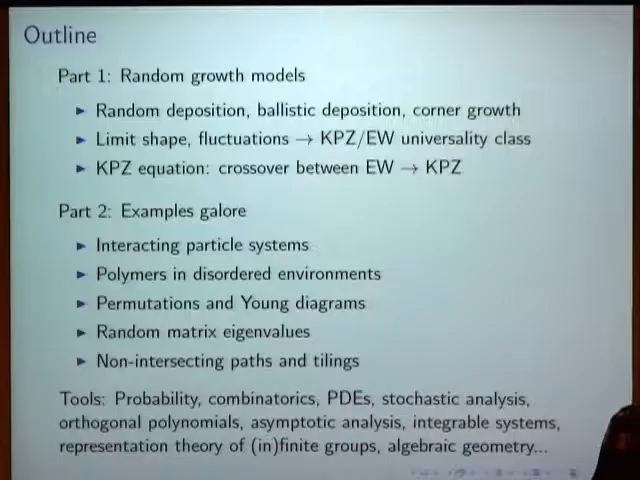 Outline
Part 1: Random growth models
► Random deposition, ballistic deposition, corner growth
► Limit shape, fluctuations → KPZ/EW universality class
► KPZ equation: crossover between EW → KPZ
Part 2: Examples galore
► Interacting particle systems
► Polymers in disordered environments
► Permutations and Young diagrams
► Random matrix eigenvalues
► Non-intersecting paths and tilings
Tools: Probability, combinatorics, PDEs, stochastic analysis,
orthogonal polynomials, asymptotic analysis, integrable systems,
representation theory of (in)finite groups, algebraic geometry...